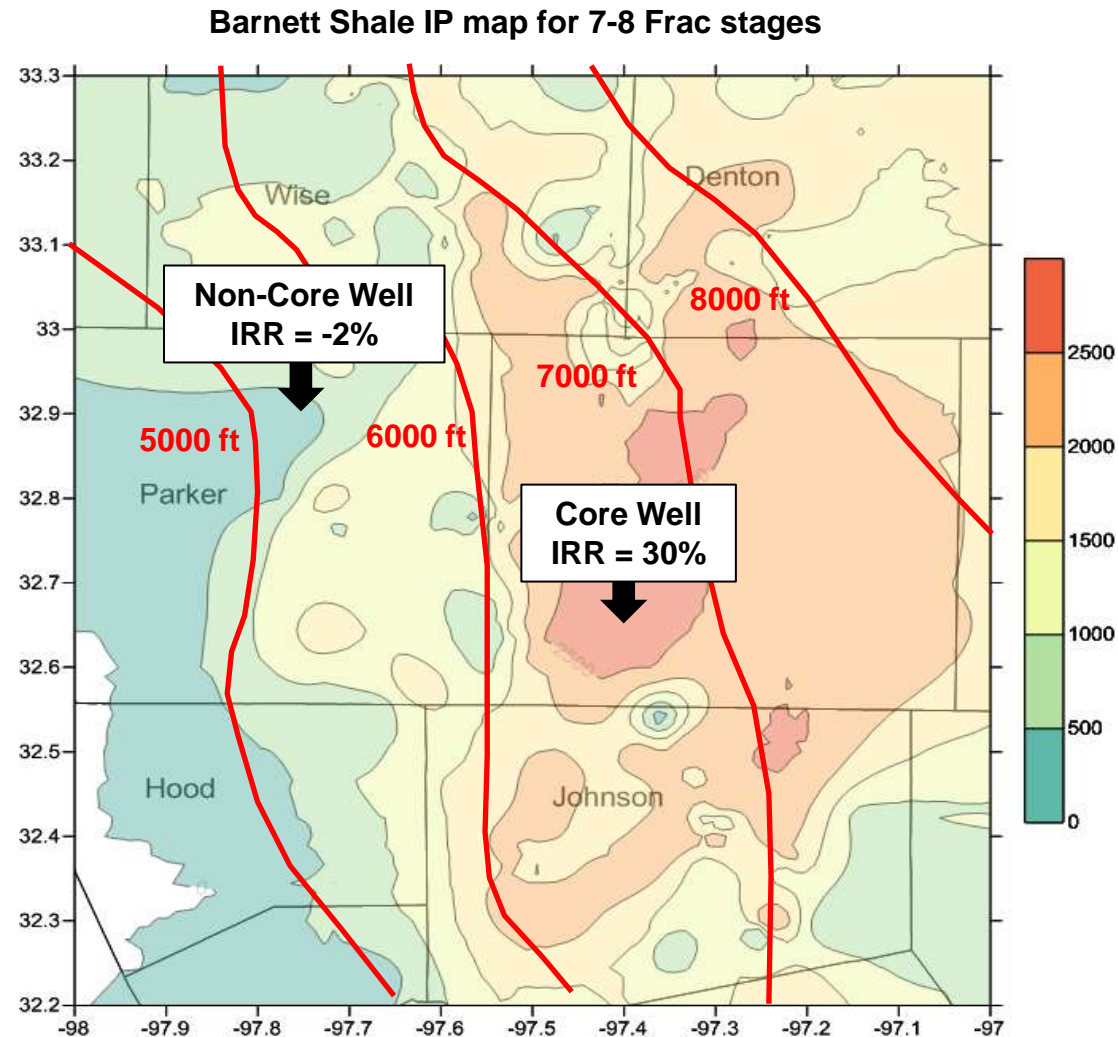 Barnett Shale IP map for 7-8 Frac stages
33.3
33.2
33.1
33
32.9
32.8
32.7
32.6
32.5
32.4
32.3
32.2
-98
-97.9
-97.8
-97.7
-97.6
-97.5
-97.4
-97.3
-97.2
-97.1
-97
Wise
Denton
Non-Core Well
IRR = -2%
8000 ft
7000 ft
5000 ft
6000 ft
Parker
Core Well
IRR = 30%
2500
Hood
Johnson
2500
2000
1500
1000
500
0